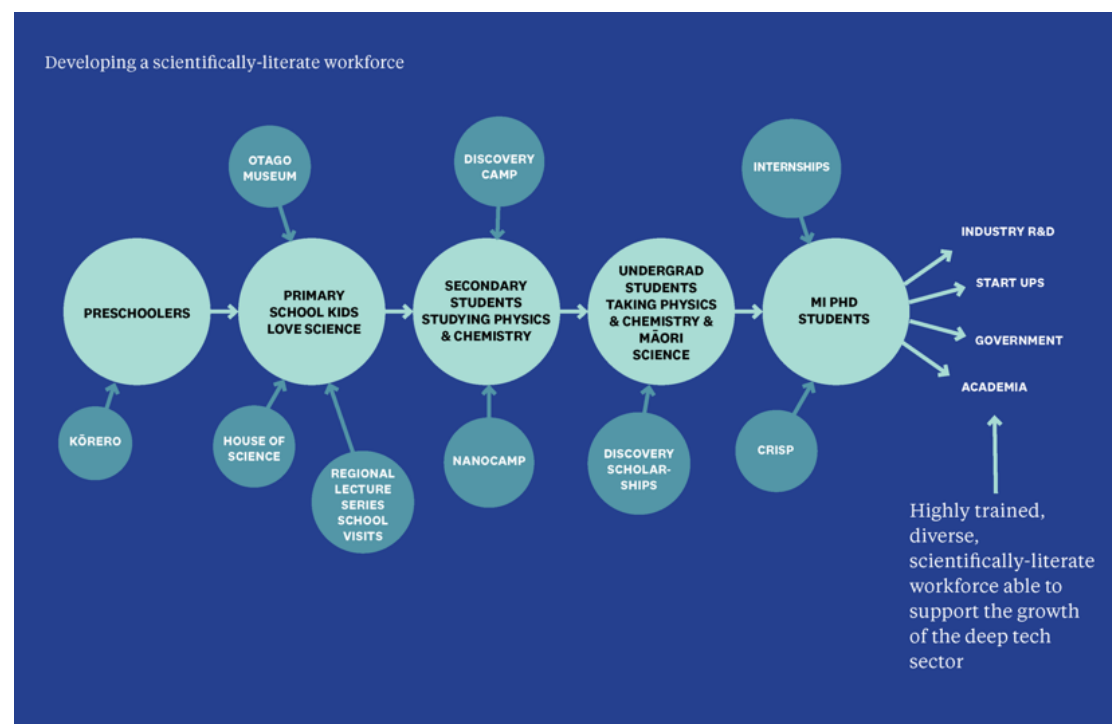 Developing a scientifically-literate workforce
OTAGO
MUSEUM
DISCOVERY
CAMP
INTERNSHIPS
PRESCHOOLERS
PRIMARY
SCHOOL KIDS
LOVE SCIENCE
SECONDARY
STUDENTS
STUDYING PHYSICS
& CHEMISTRY
UNDERGRAD
STUDENTS
TAKING PHYSICS
& CHEMISTRY &
MĀORI
SCIENCE
MI PHD
STUDENTS
INDUSTRY R&D
START UPS
GOVERNMENT
ACADEMIA
KŌRERO
HOUSE OF
SCIENCE
REGIONAL
LECTURE
SERIES
SCHOOL
VISITS
NANOCAMP
DISCOVERY
SCHOLAR-
SHIPS
CRISP
Highly trained,
diverse,
scientifically-literate
workforce able to
support the growth
of the deep tech
sector